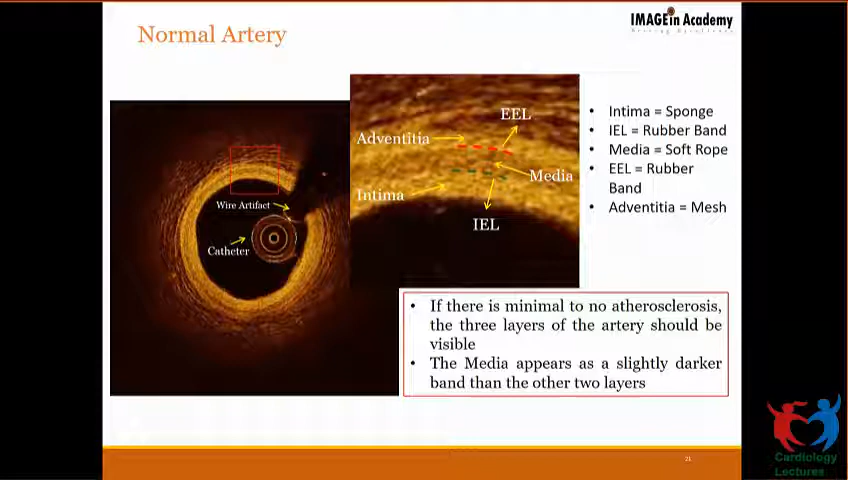 Normal Artery
IMAGEin Academy
EEL
Adventitia
Media
Intima
IEL
Wire Artifact
Catheter
• Intima = Sponge
• IEL = Rubber Band
• Media = Soft Rope
• EEL = Rubber
Band
• Adventitia = Mesh
• If there is minimal to no atherosclerosis,
the three layers of the artery should be
visible
• The Media appears as a slightly darker
band than the other two layers
21
Cardiology
Lectures